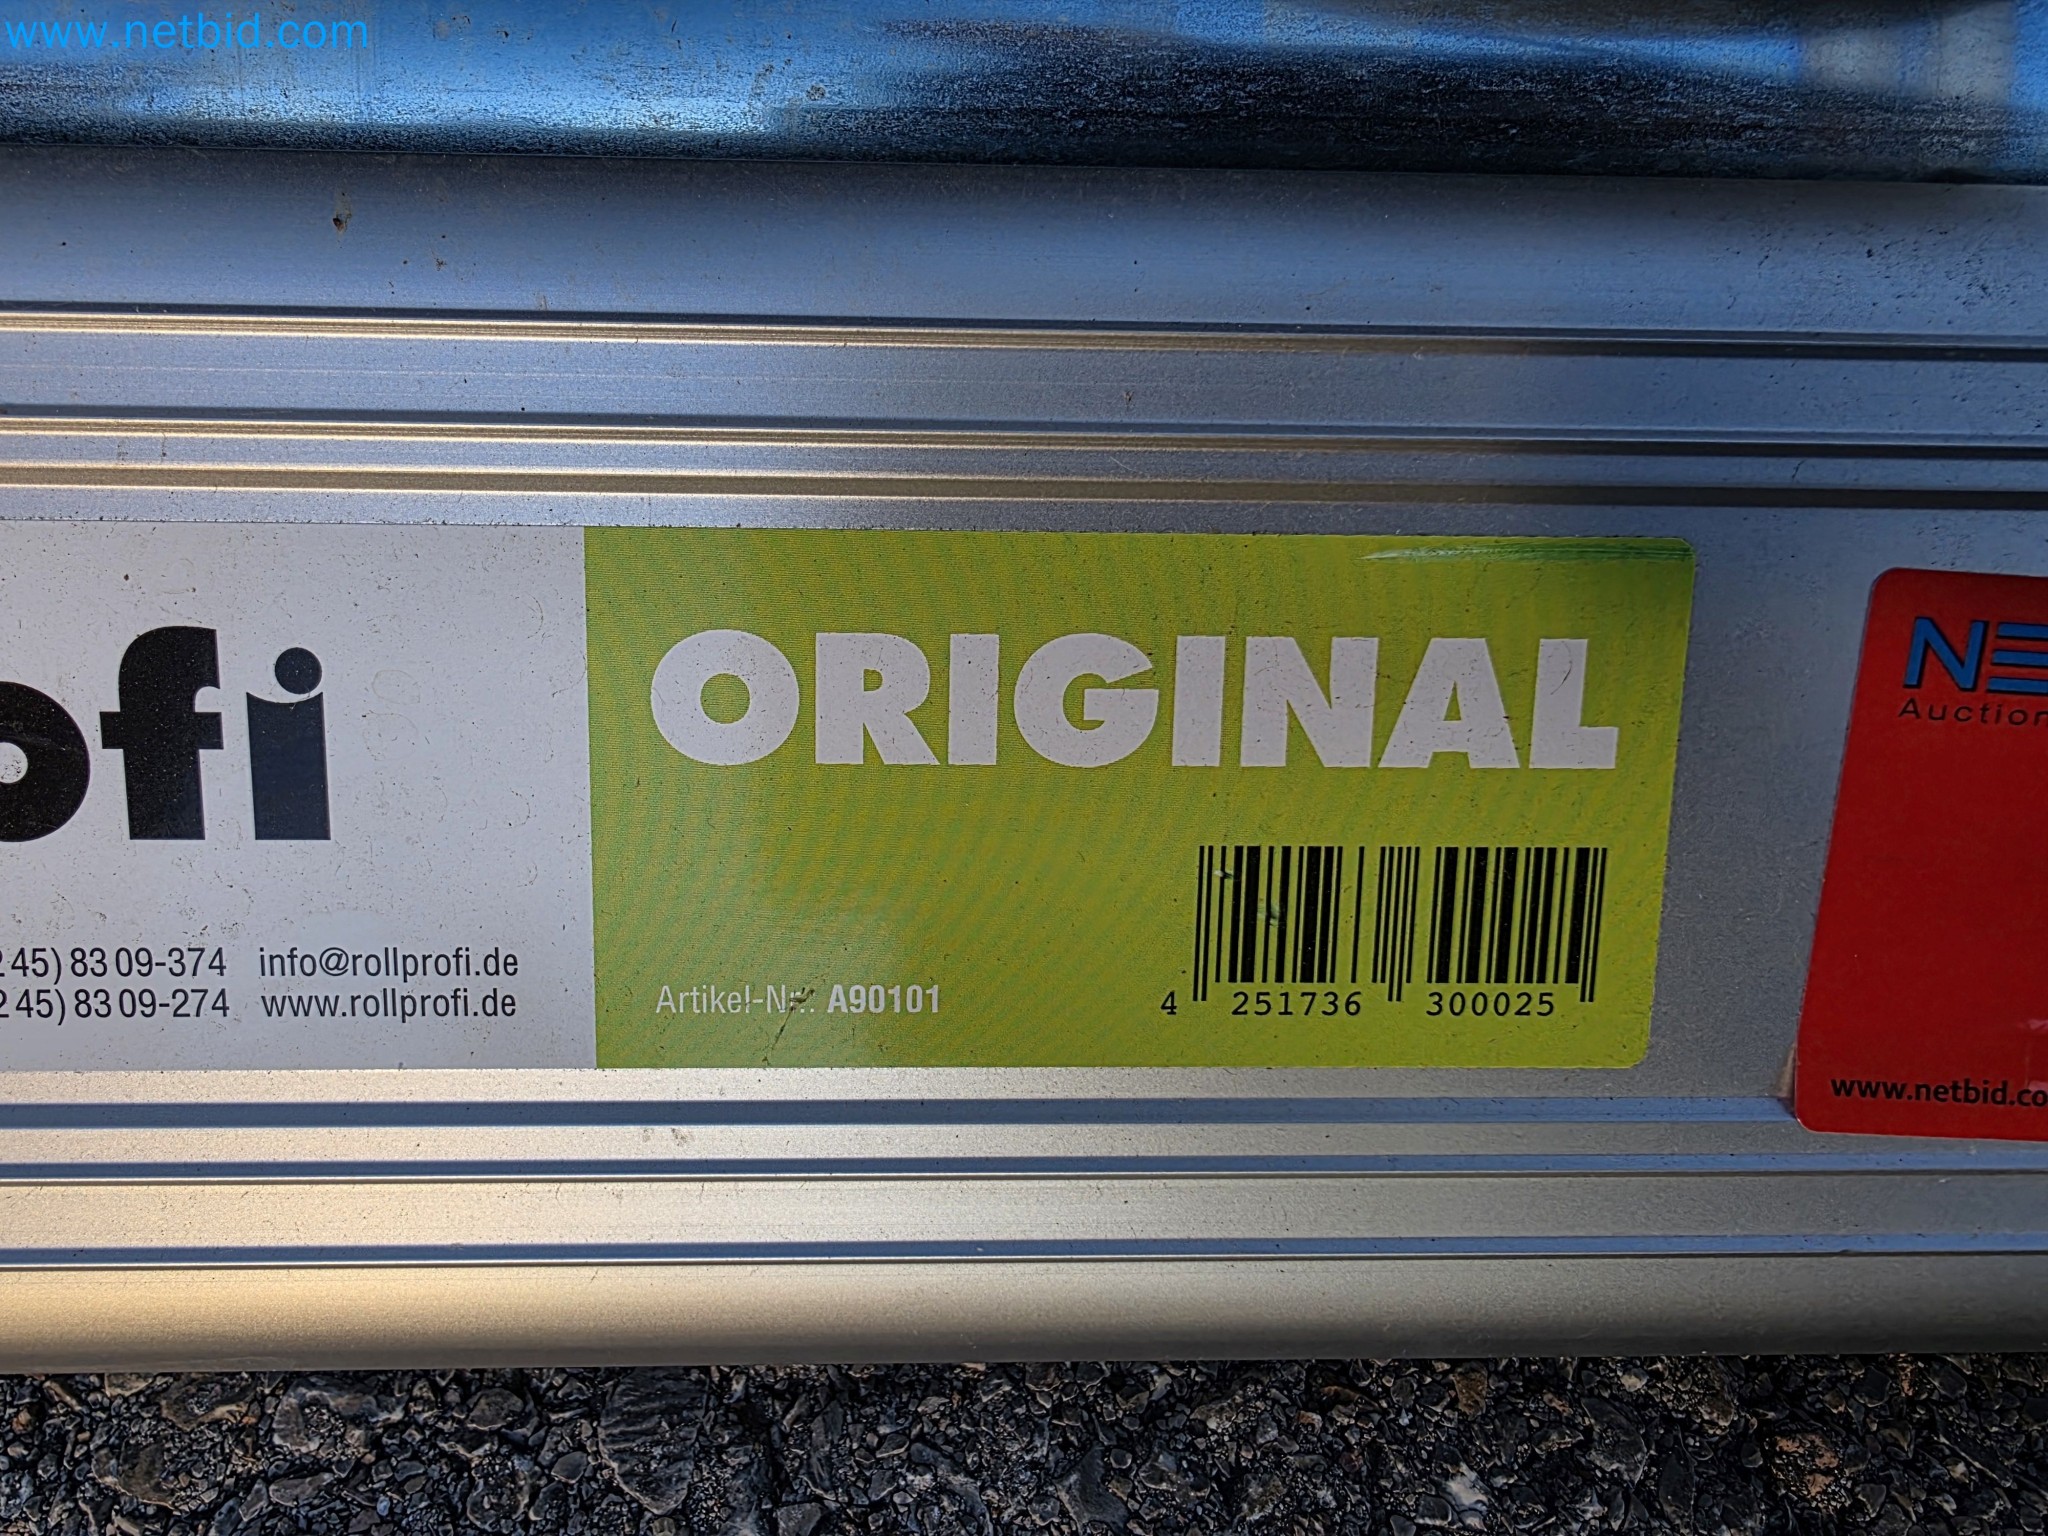 www.netbid.com
ofi
ORIGINAL
Auction
45) 83 09-374 info@rollprofi.de
245) 83 09-274 www.rollprofi.de
Artikel-Nr.: A90101
4 251736 300025
www.netbid.co